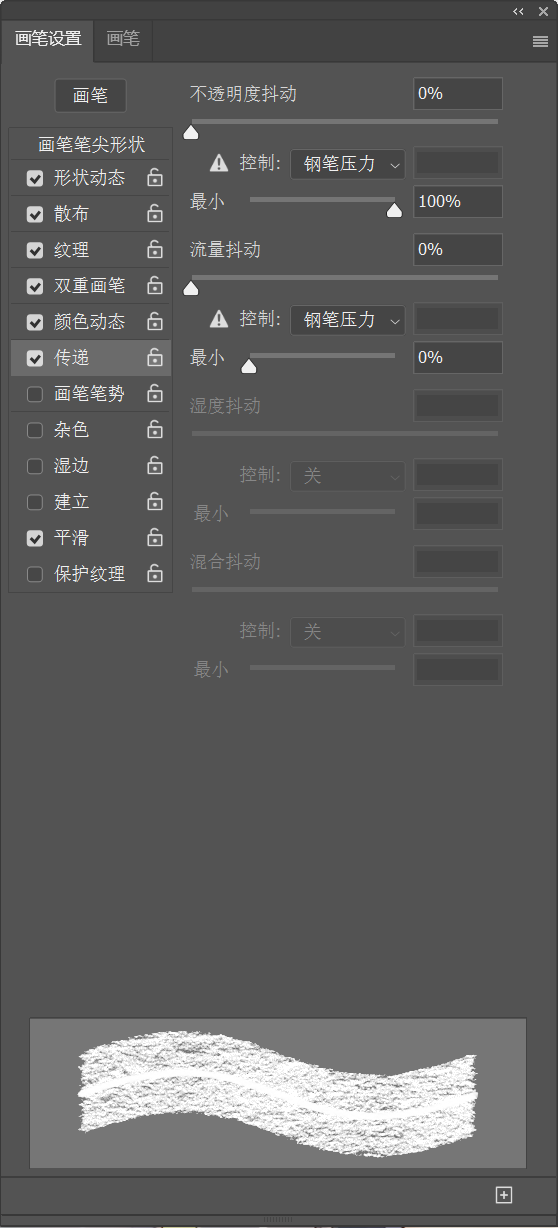 画笔设置 画笔
画笔
画笔笔尖形状
形状动态
散布
纹理
双重画笔
颜色动态
传递
画笔笔势
杂色
湿边
建立
平滑
保护纹理
不透明度抖动 0%
控制: 钢笔压力
最小 100%
流量抖动 0%
控制: 钢笔压力
最小 0%
湿度抖动
控制: 关
最小
混合抖动
控制: 关
最小